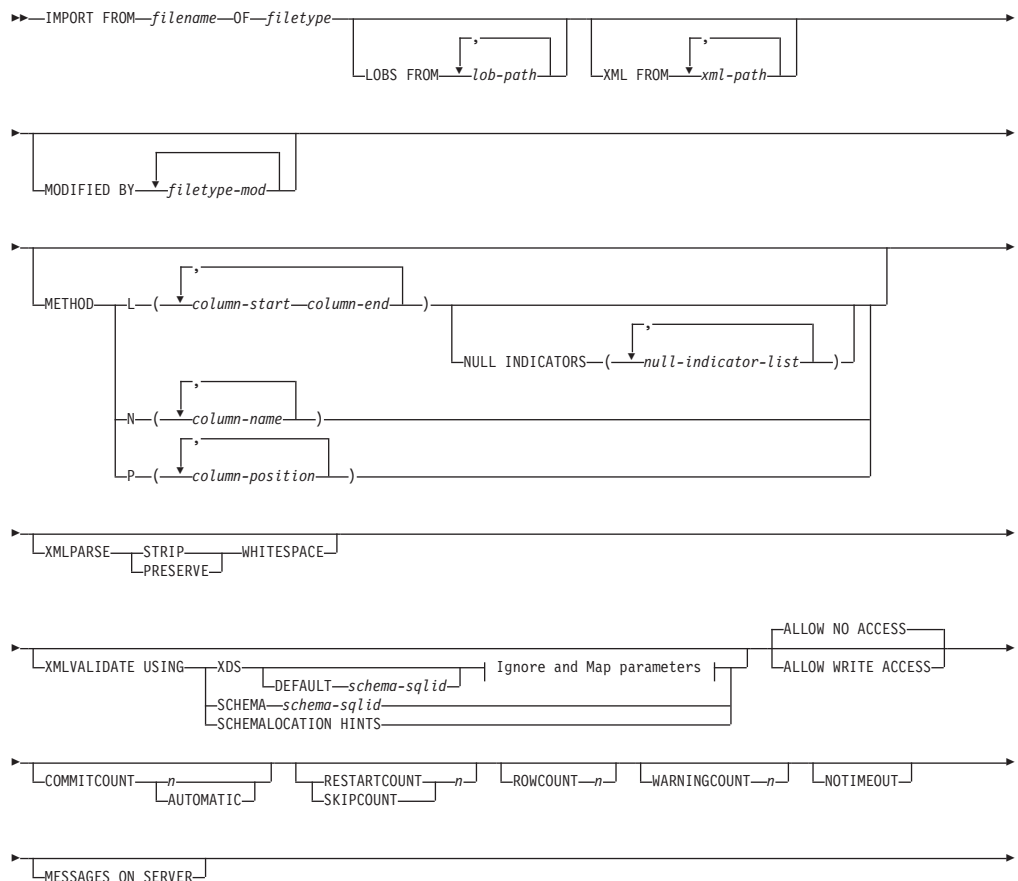 IMPORT FROM filename OF filetype
,
,
LOBS FROM lob-path
XML FROM xml-path
MODIFIED BY filetype-mod
,
METHOD L ( column-start column-end )
,
NULL INDICATORS ( null-indicator-list )
,
N ( column-name )
,
P ( column-position )
XMLPARSE STRIP WHITESPACE
PRESERVE
ALLOW NO ACCESS
XMLVALIDATE USING XDS Ignore and Map parameters ALLOW WRITE ACCESS
DEFAULT schema-sqlid
SCHEMA schema-sqlid
SCHEMALOCATION HINTS
COMMITCOUNT n RESTARTCOUNT n ROWCOUNT n WARNINGCOUNT n NOTIMEOUT
AUTOMATIC SKIPCOUNT
MESSAGES ON SERVER